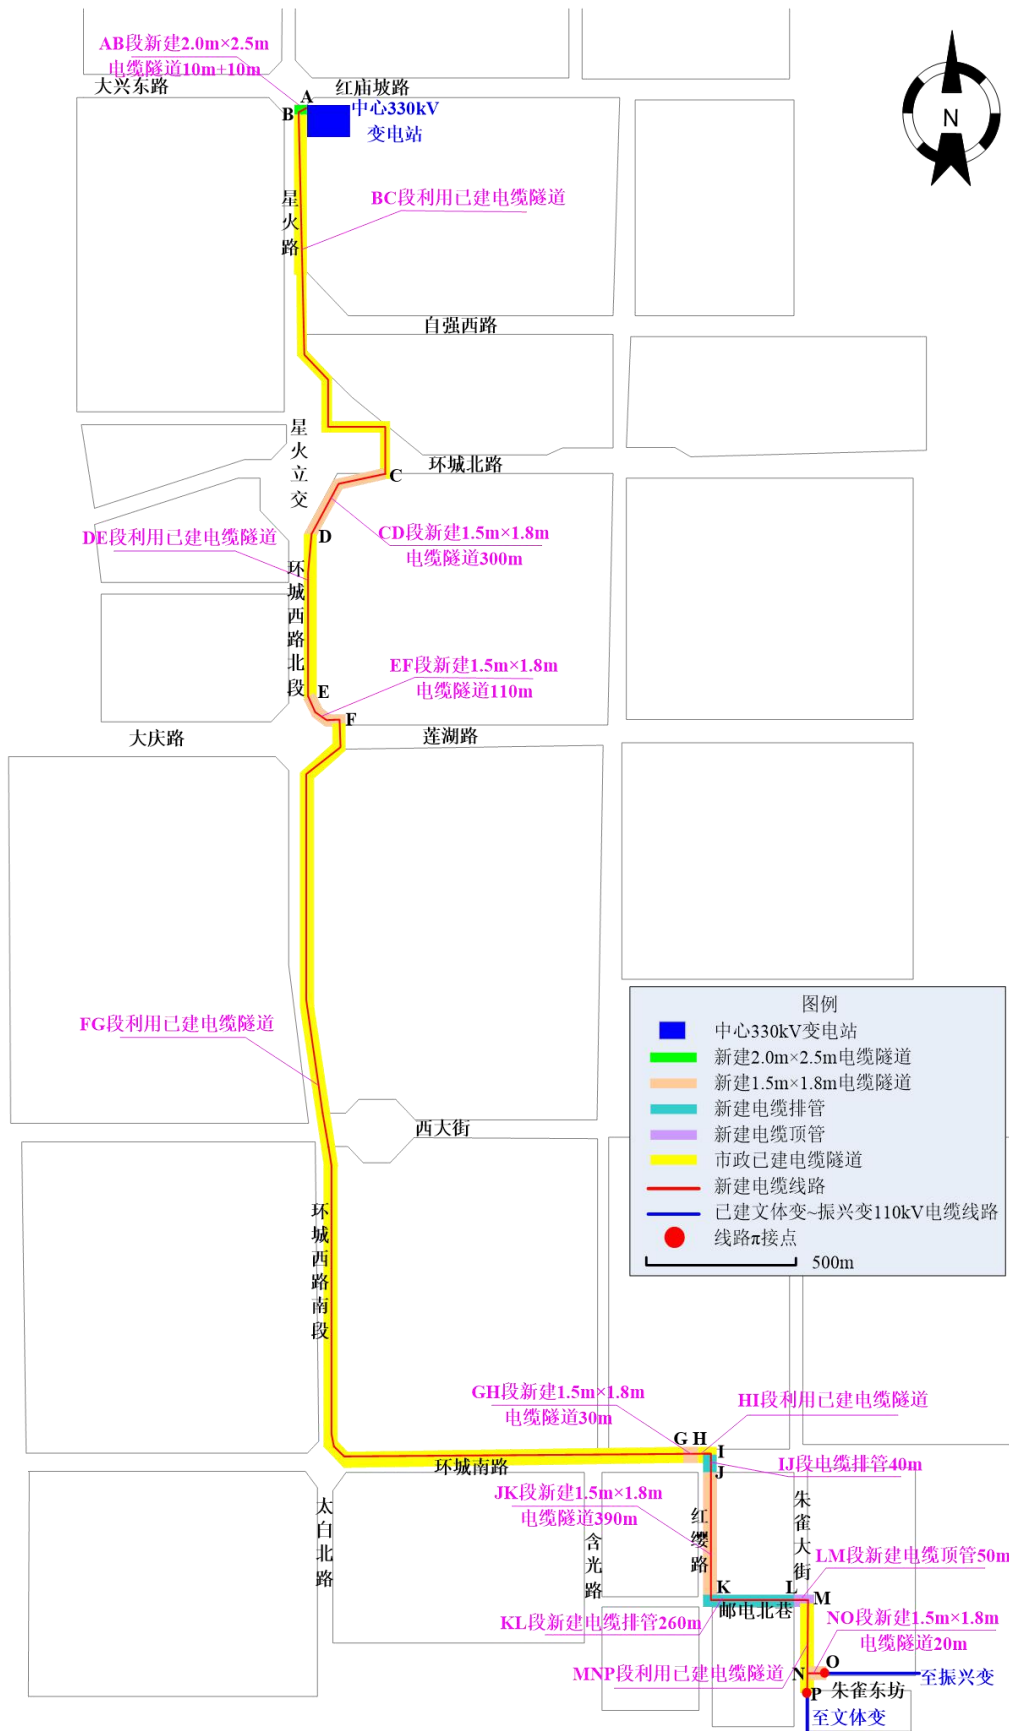 AB段新建2.0m×2.5m
电缆隧道10m+10m
大兴东路
红庙坡路
A
B
中心330kV
变电站
N
星火路
BC段利用已建电缆隧道
自强西路
星火立交
环城北路
C
D
DE段利用已建电缆隧道
CD段新建1.5m×1.8m
电缆隧道300m
环城西路北段
EF段新建1.5m×1.8m
电缆隧道110m
E
F
大庆路
莲湖路
FG段利用已建电缆隧道
西大街
图例
中心330kV变电站
新建2.0m×2.5m电缆隧道
新建1.5m×1.8m电缆隧道
新建电缆排管
新建电缆顶管
市政已建电缆隧道
新建电缆线路
已建文体变~振兴变110kV电缆线路
线路π接点
500m
环城西路南段
GH段新建1.5m×1.8m
电缆隧道30m
HI段利用已建电缆隧道
G H
I
J
环城南路
IJ段电缆排管40m
JK段新建1.5m×1.8m
电缆隧道390m
太白北路
含光路
红缨路
朱雀大街
LM段新建电缆顶管50m
K
L
M
邮电北巷
KL段新建电缆排管260m
NO段新建1.5m×1.8m
电缆隧道20m
MNP段利用已建电缆隧道
N
O
至振兴变
P
朱雀东坊
至文体变